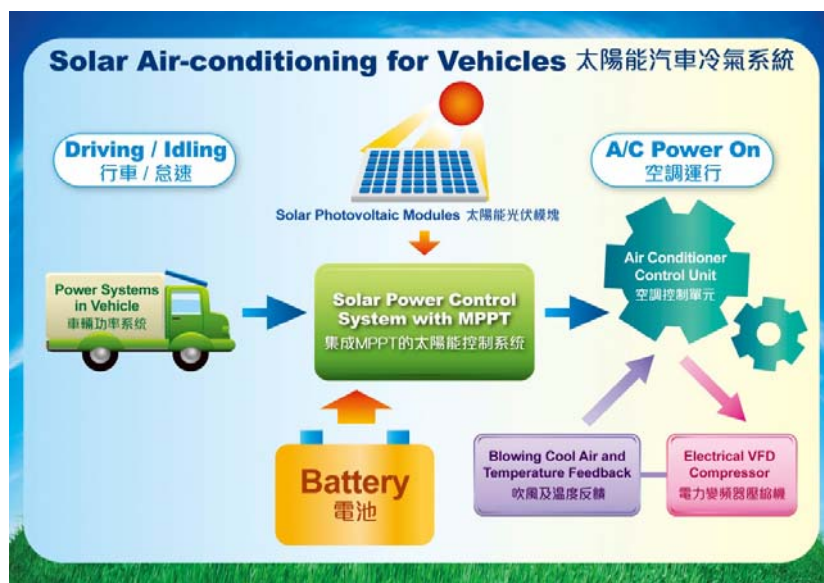 Solar Air-conditioning for Vehicles 太陽能汽車冷氣系統
Driving / Idling
行車 / 怠速
Solar Photovoltaic Modules 太陽能光伏模塊
A/C Power On
空調運行
Power Systems
in Vehicle
車輛功率系统
Solar Power Control
System with MPPT
集成MPPT的太陽能控制系统
Air Conditioner
Control Unit
空調控制單元
Battery
電池
Blowing Cool Air and
Temperature Feedback
吹風及溫度反饋
Electrical VFD
Compressor
電力變頻器壓縮機